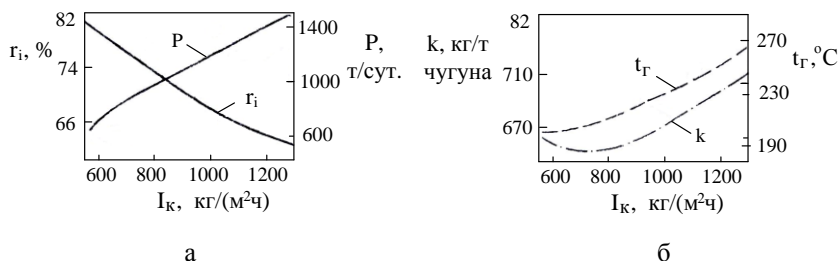 82
74
66
r_i, %
P
r_i
1400
1000
600
P,
т/сут.
600 800 1000 1200
I_к, кг/(м²ч)
а
k, кг/т
чугуна
82
710
670
t_г
k
270
230
190
t_г, °C
600 800 1000 1200
I_к, кг/(м²ч)
б